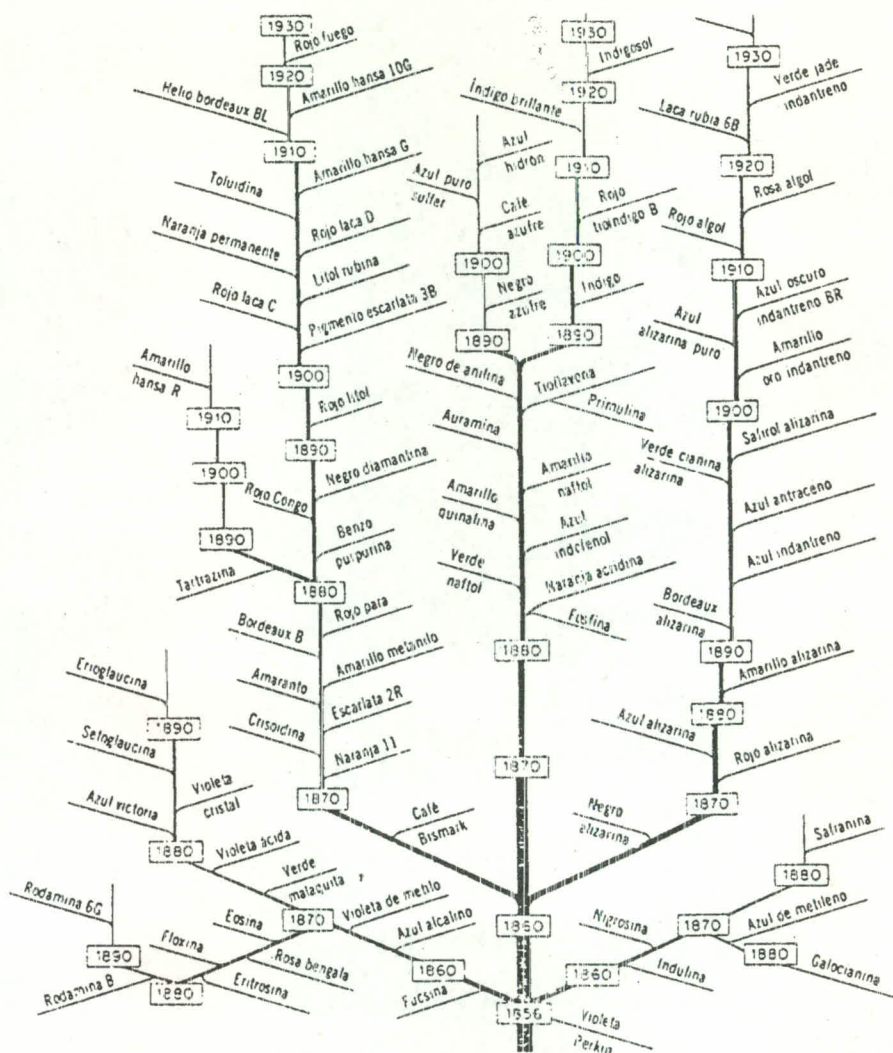 1930
Rojo fuego
1920
Amarillo hansa 10G
Helio bordeaux BL
1910
Amarillo hansa G
Toluidina
Rojo laca D
Naranja permanente
Litol rubina
Rojo laca C
Pigmento escarlata 3B
1900
Amarillo
hansa R
1910
Rojo litol
1890
1900
Negro diamantina
Rojo Congo
1890
Benzo
purpurina
Tartrazina
1880
Rojo para
Bordeaux B
Amarillo metanilo
Amaranto
Escarlata 2R
Crisoidina
Naranja 11
1870
Café
Bismark
Erioglaucina
1890
Setoglaucina
Violeta
cristal
Azul victoria
1880
Violeta ácida
Verde
malaquita
1870
Violeta de metilo
Azul alcalino
1860
Fucsina
Rodamina 6G
1890
Rodamina B
1880
Floxina
Eosina
Rosa bengala
Eritrosina
1930
Indigosol
1920
Índigo brillante
1910
Rojo
tioindigo B
1900
Indigo
1890
Azul
hidrón
Azul puro
sulfer
Café
azufre
1900
Negro
azufre
1890
Negro de anilina
Tioflavona
Primulina
Auramina
Amarillo
naftol
Amarillo
quinalina
Azul
indofenol
Verde
naftol
Naranja acridina
Fosfina
1880
1870
1860
1856
Violeta
Perkin
1930
Verde jade
indantreno
Laca rubia 6B
1920
Rosa algol
Rojo algol
1910
Azul oscuro
indantreno BR
Azul
alizarina puro
Amarillo
oro indantreno
1900
Safirol alizarina
Verde cianina
alizarina
Azul antraceno
Azul indantreno
Bordeaux
alizarina
1890
Amarillo alizarina
1880
Azul alizarina
Rojo alizarina
1870
Negro
alizarina
Safranina
1880
1870
Azul de metileno
1880
Galocianina
Nigrosina
1860
Indulina